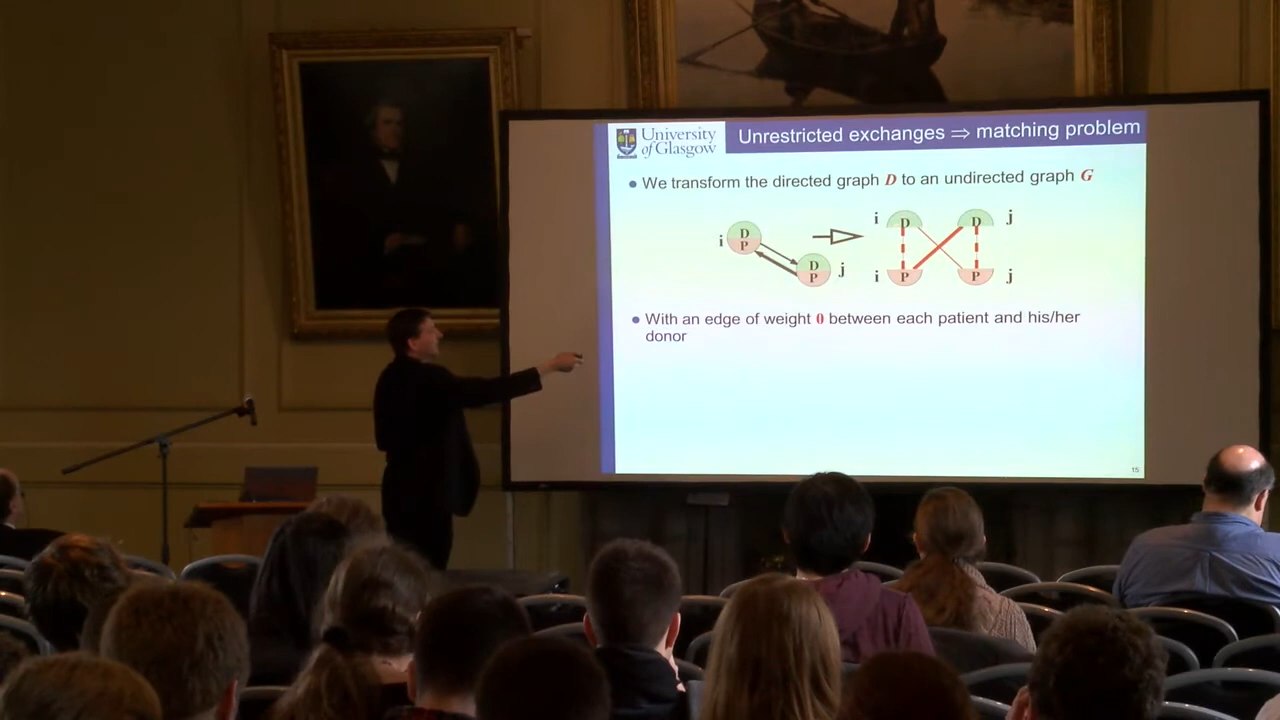 University
of Glasgow
Unrestricted exchanges ⇒ matching problem
• We transform the directed graph D to an undirected graph G
i D P
D P j
i D D j
i P P j
• With an edge of weight 0 between each patient and his/her
donor
15